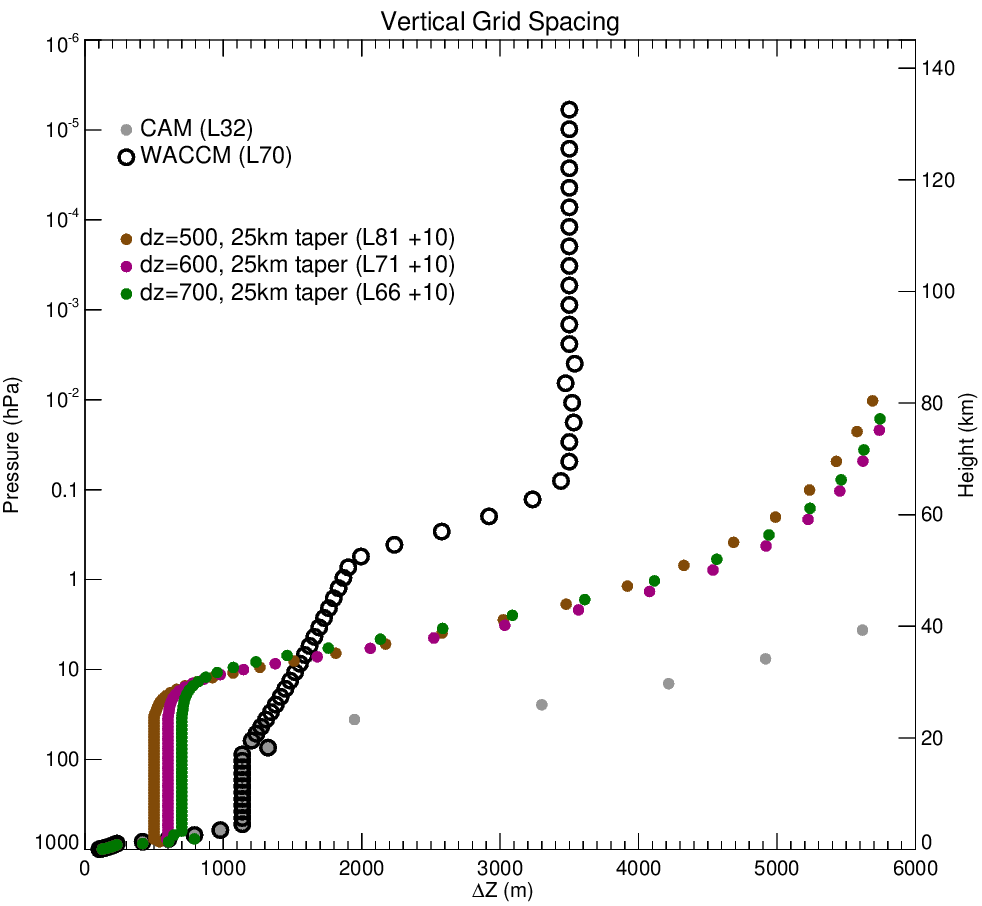 Vertical Grid Spacing
10-6
10-5
10-4
10-3
10-2
0.1
1
10
100
1000
Pressure (hPa)
CAM (L32)
WACCM (L70)
dz=500, 25km taper (L81 +10)
dz=600, 25km taper (L71 +10)
dz=700, 25km taper (L66 +10)
140
120
100
80
60
40
20
0
Height (km)
0 1000 2000 3000 4000 5000 6000
ΔZ (m)